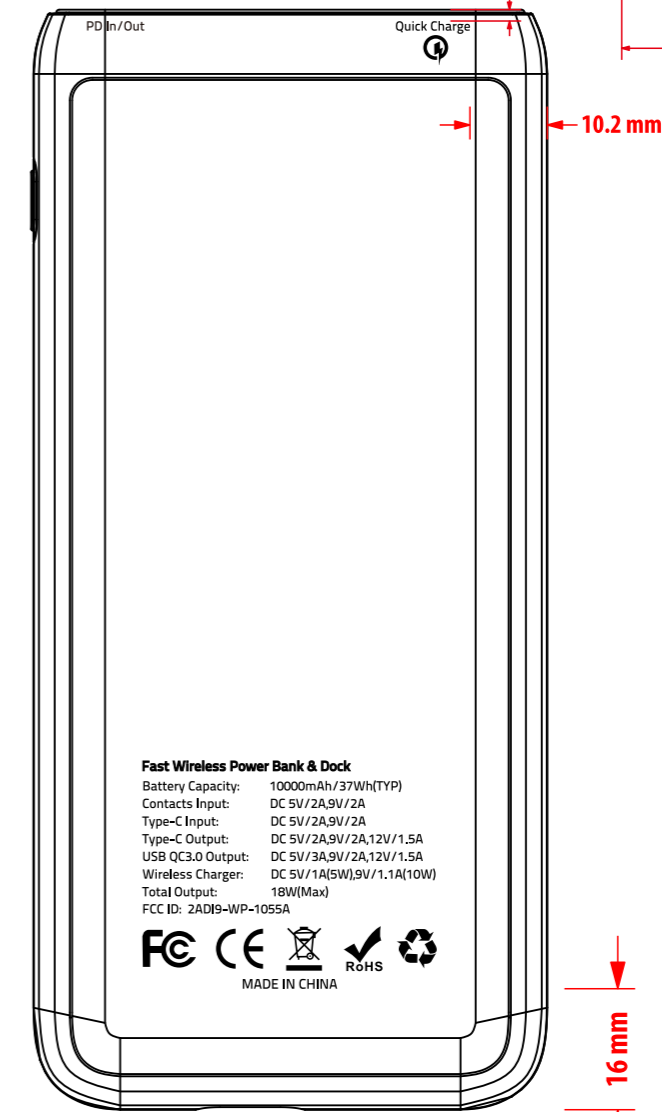 PD In/Out
Quick Charge
10.2 mm
Fast Wireless Power Bank & Dock
Battery Capacity: 10000mAh/37Wh(TYP)
Contacts Input: DC 5V/2A,9V/2A
Type-C Input: DC 5V/2A,9V/2A
Type-C Output: DC 5V/2A,9V/2A,12V/1.5A
USB QC3.0 Output: DC 5V/3A,9V/2A,12V/1.5A
Wireless Charger: DC 5V/1A(5W),9V/1.1A(10W)
Total Output: 18W(Max)
FCC ID: 2ADI9-WP-1055A
FC CE RoHS
MADE IN CHINA
16 mm